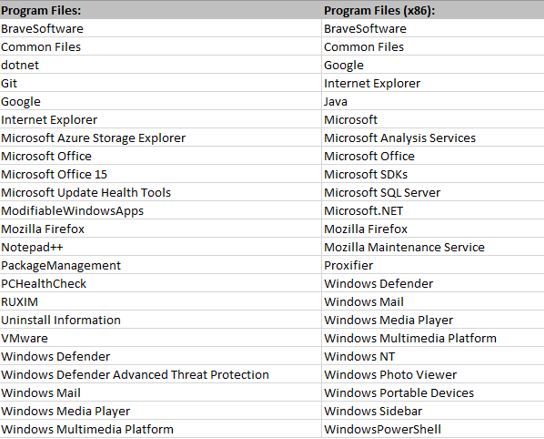 Program Files: Program Files (x86):
BraveSoftware BraveSoftware
Common Files Common Files
dotnet Google
Git Internet Explorer
Google Java
Internet Explorer Microsoft
Microsoft Azure Storage Explorer Microsoft Analysis Services
Microsoft Office Microsoft Office
Microsoft Office 15 Microsoft SDKs
Microsoft Update Health Tools Microsoft SQL Server
ModifiableWindowsApps Microsoft.NET
Mozilla Firefox Mozilla Firefox
Notepad++ Mozilla Maintenance Service
PackageManagement Proxifier
PCHealthCheck Windows Defender
RUXIM Windows Mail
Uninstall Information Windows Media Player
VMware Windows Multimedia Platform
Windows Defender Windows NT
Windows Defender Advanced Threat Protection Windows Photo Viewer
Windows Mail Windows Portable Devices
Windows Media Player Windows Sidebar
Windows Multimedia Platform WindowsPowerShell